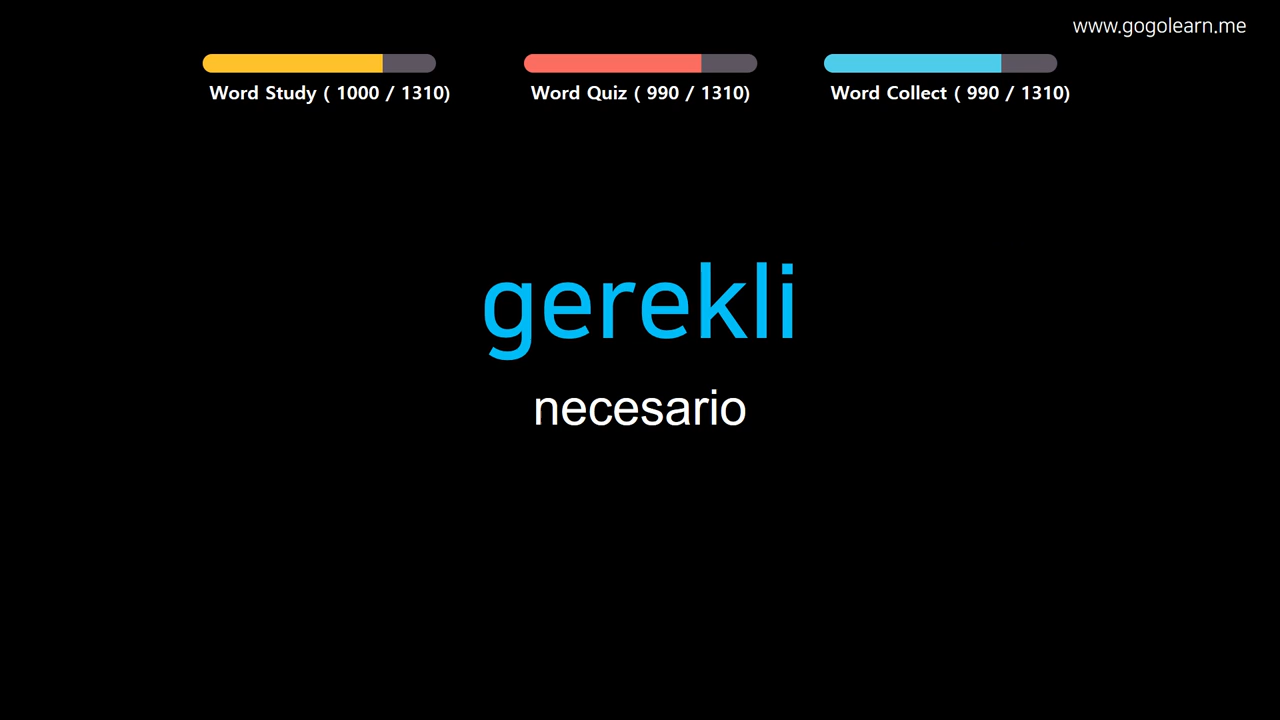 www.gogolearn.me
Word Study ( 1000 / 1310)
Word Quiz ( 990 / 1310)
Word Collect ( 990 / 1310)
gerekli
necesario